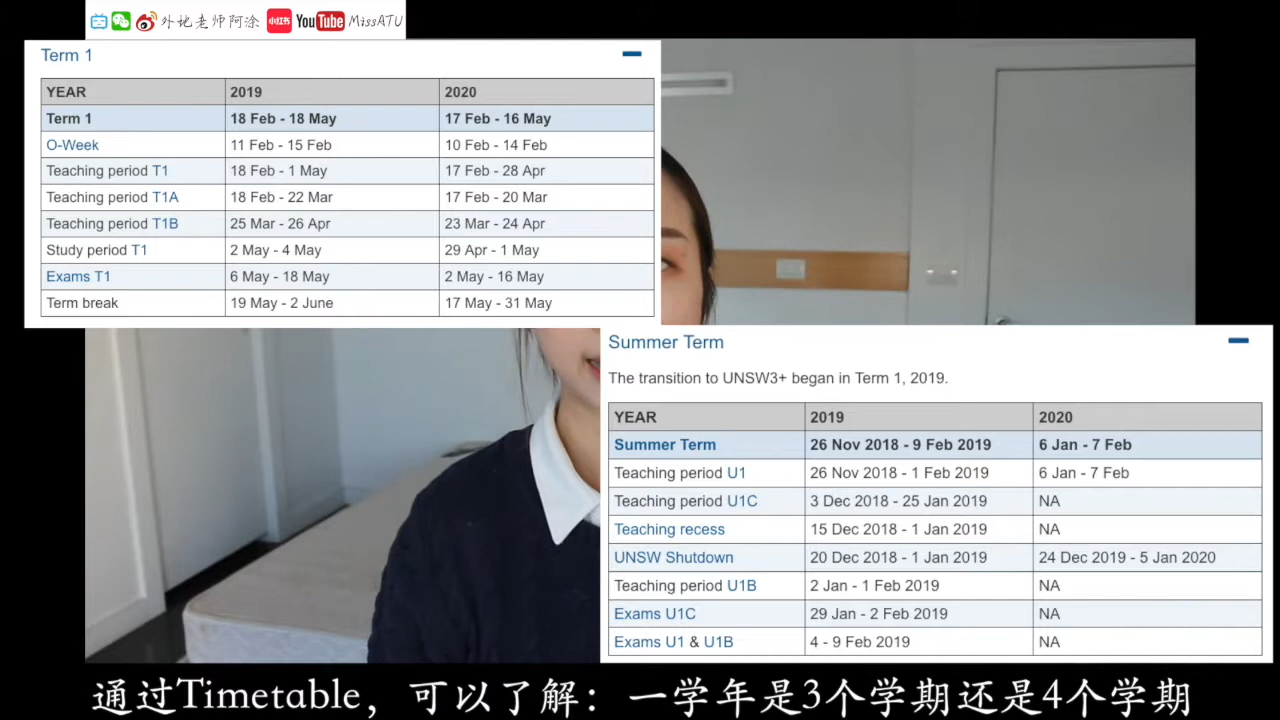 外地老师阿涂 小红书 YouTube MissATU
Term 1
YEAR 2019 2020
Term 1 18 Feb - 18 May 17 Feb - 16 May
O-Week 11 Feb - 15 Feb 10 Feb - 14 Feb
Teaching period T1 18 Feb - 1 May 17 Feb - 28 Apr
Teaching period T1A 18 Feb - 22 Mar 17 Feb - 20 Mar
Teaching period T1B 25 Mar - 26 Apr 23 Mar - 24 Apr
Study period T1 2 May - 4 May 29 Apr - 1 May
Exams T1 6 May - 18 May 2 May - 16 May
Term break 19 May - 2 June 17 May - 31 May
Summer Term
The transition to UNSW3+ began in Term 1, 2019.
YEAR 2019 2020
Summer Term 26 Nov 2018 - 9 Feb 2019 6 Jan - 7 Feb
Teaching period U1 26 Nov 2018 - 1 Feb 2019 6 Jan - 7 Feb
Teaching period U1C 3 Dec 2018 - 25 Jan 2019 NA
Teaching recess 15 Dec 2018 - 1 Jan 2019 NA
UNSW Shutdown 20 Dec 2018 - 1 Jan 2019 24 Dec 2019 - 5 Jan 2020
Teaching period U1B 2 Jan - 1 Feb 2019 NA
Exams U1C 29 Jan - 2 Feb 2019 NA
Exams U1 & U1B 4 - 9 Feb 2019 NA
通过Timetable，可以了解：一学年是3个学期还是4个学期